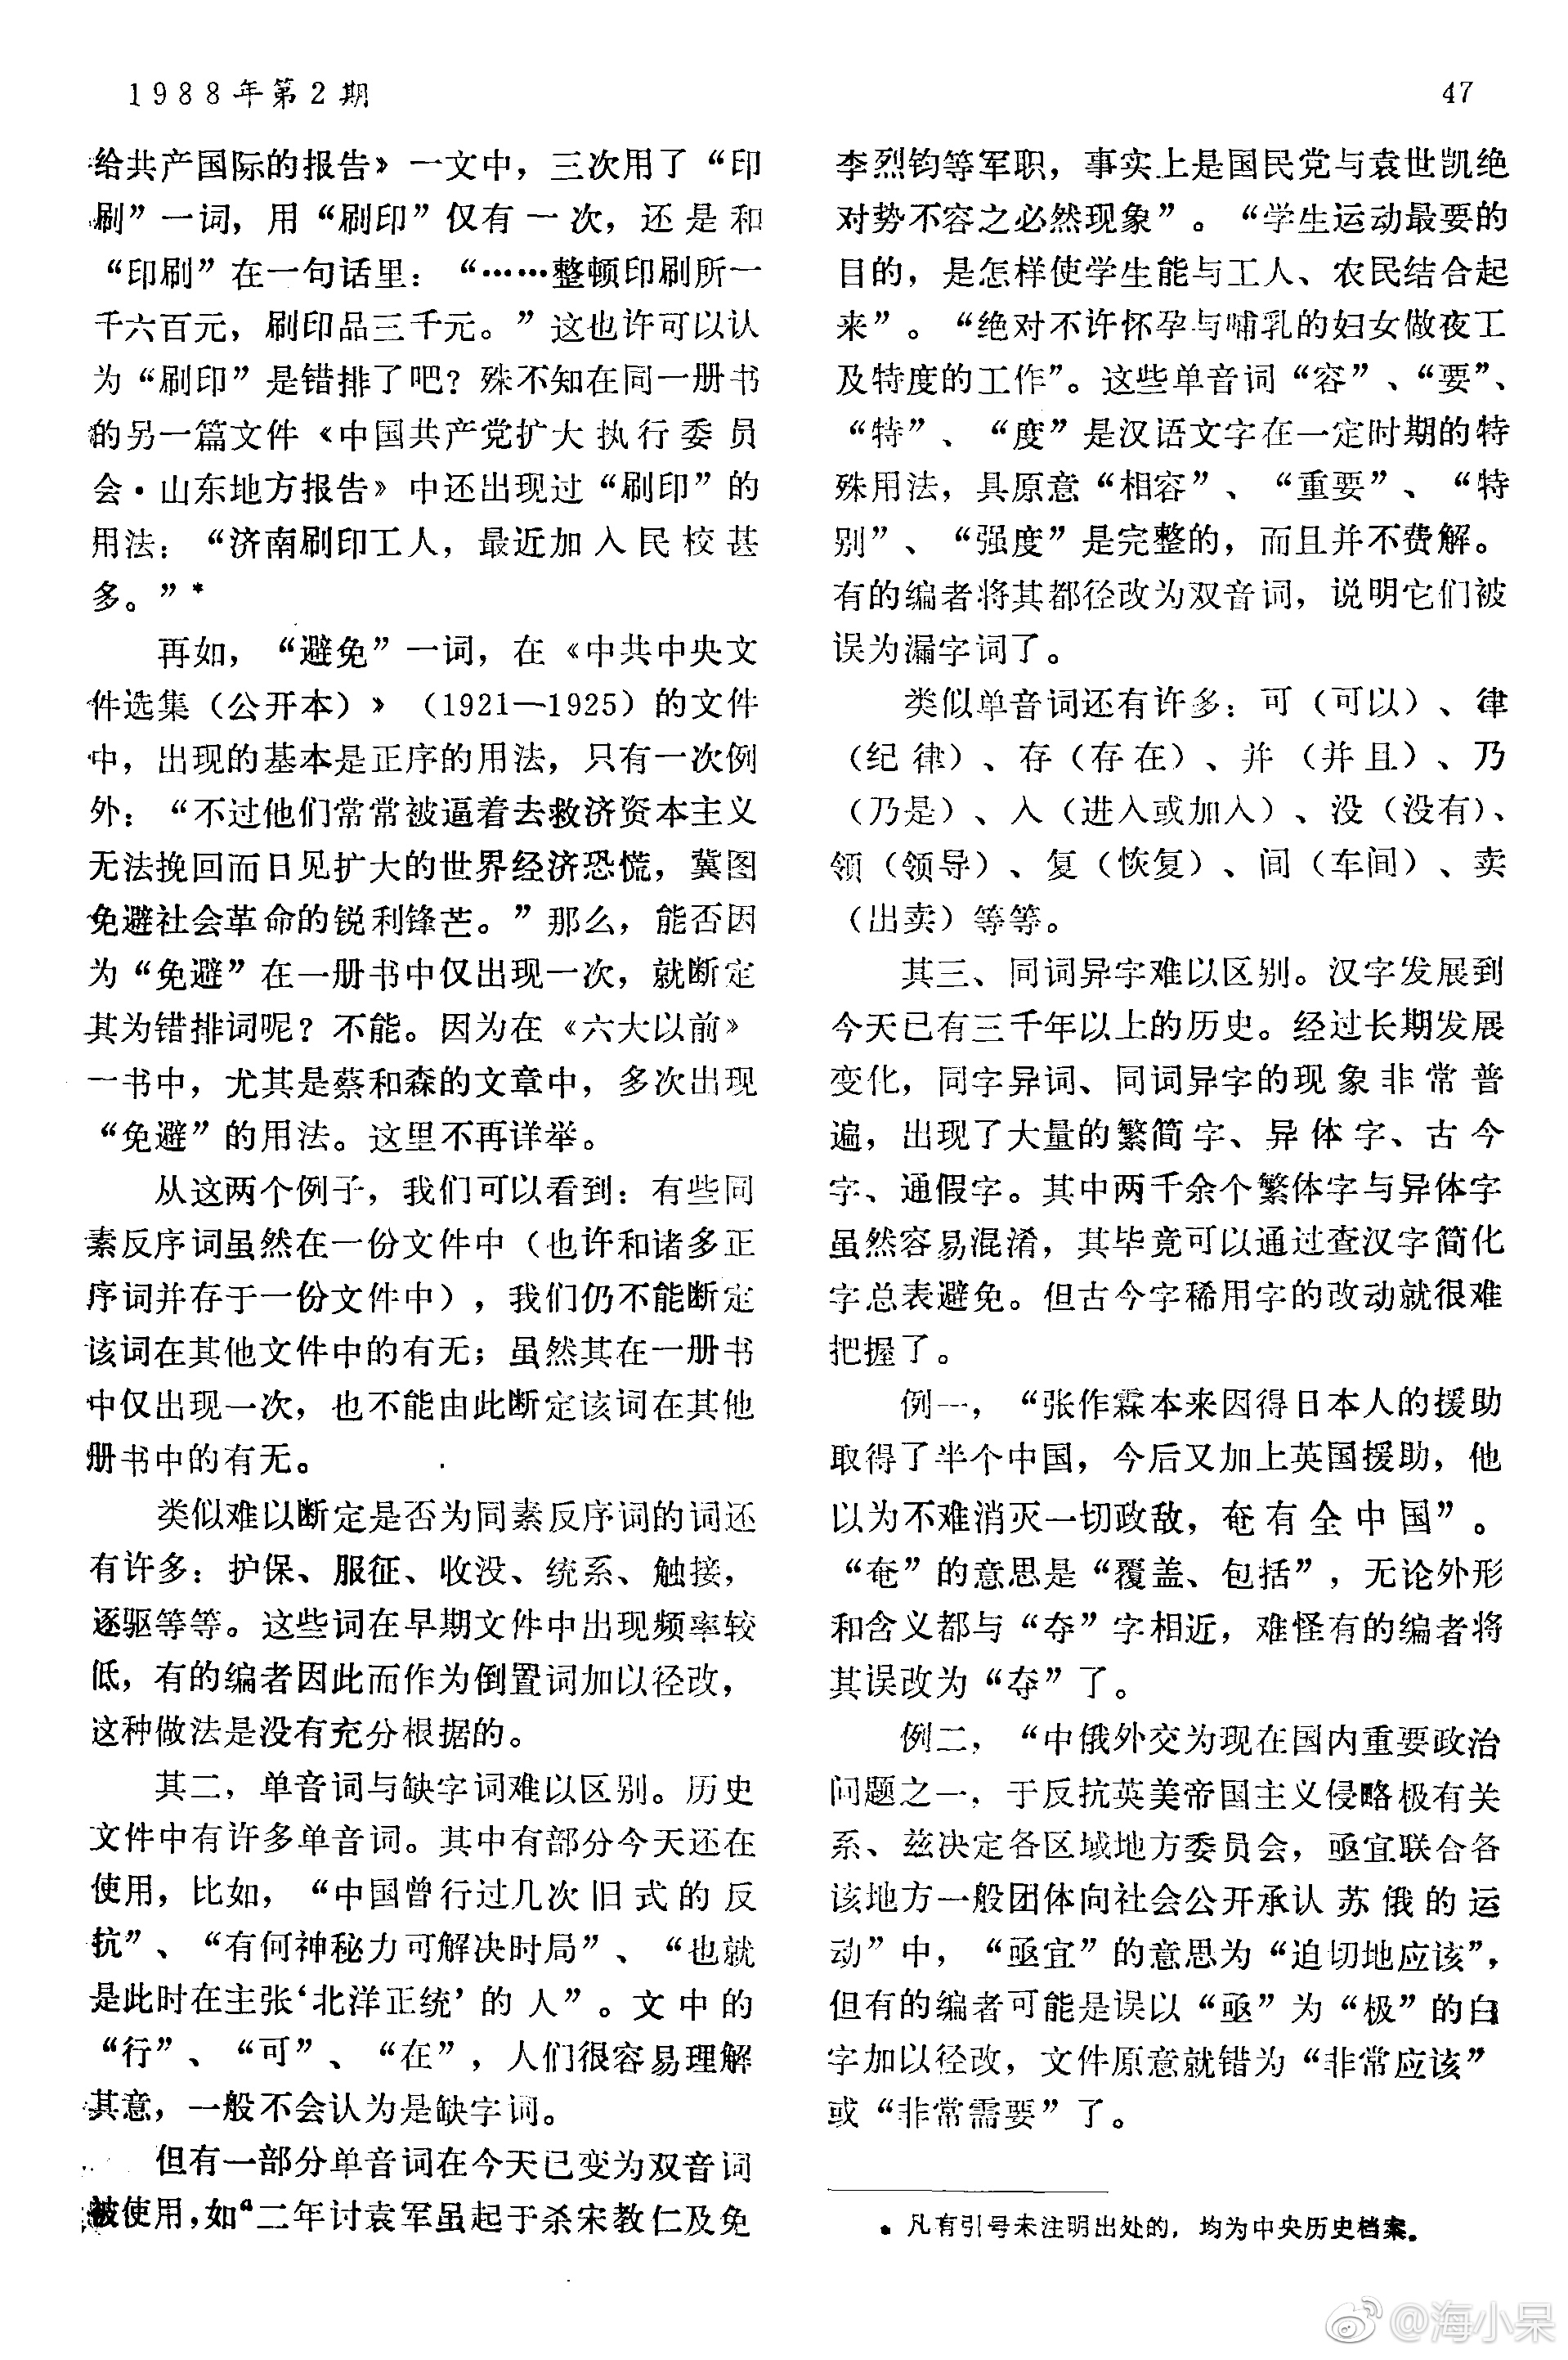 1988年第2期
47
给共产国际的报告》一文中，三次用了“印
刷”一词，用“刷印”仅有一次，还是和
“印刷”在一句话里：“……整顿印刷所一
千六百元，刷印品三千元。”这也许可以认
为“刷印”是错排了吧？殊不知在同一册书
的另一篇文件《中国共产党扩大执行委员
会·山东地方报告》中还出现过“刷印”的
用法：“济南刷印工人，最近加入民校甚
多。”*
再如，“避免”一词，在《中共中央文
件选集（公开本）》（1921—1925）的文件
中，出现的基本是正序的用法，只有一次例
外：“不过他们常常被逼着去救济资本主义
无法挽回而日见扩大的世界经济恐慌，冀图
免避社会革命的锐利锋芒。”那么，能否因
为“免避”在一册书中仅出现一次，就断定
其为错排词呢？不能。因为在《六大以前》
一书中，尤其是蔡和森的文章中，多次出现
“免避”的用法。这里不再详举。
从这两个例子，我们可以看到：有些同
素反序词虽然在一份文件中（也许和诸多正
序词并存于一份文件中），我们仍不能断定
该词在其他文件中的有无；虽然其在一册书
中仅出现一次，也不能由此断定该词在其他
册书中的有无。
类似难以断定是否为同素反序词的词还
有许多：护保、服征、收没、统系、触接，
逐驱等等。这些词在早期文件中出现频率较
低，有的编者因此而作为倒置词加以径改，
这种做法是没有充分根据的。
其二，单音词与缺字词难以区别。历史
文件中有许多单音词。其中有部分今天还在
使用，比如，“中国曾行过几次旧式的反
抗”、“有何神秘力可解决时局”、“也就
是此时在主张‘北洋正统’的人”。文中的
“行”、“可”、“在”，人们很容易理解
其意，一般不会认为是缺字词。
但有一部分单音词在今天已变为双音词
被使用，如“二年讨袁军虽起于杀宋教仁及免
李烈钧等军职，事实上是国民党与袁世凯绝
对势不容之必然现象”。“学生运动最要的
目的，是怎样使学生能与工人、农民结合起
来”。“绝对不许怀孕与哺乳的妇女做夜工
及特度的工作”。这些单音词“容”、“要”、
“特”、“度”是汉语文字在一定时期的特
殊用法，具原意“相容”、“重要”、“特
别”、“强度”是完整的，而且并不费解。
有的编者将其都径改为双音词，说明它们被
误为漏字词了。
类似单音词还有许多：可（可以）、律
（纪律）、存（存在）、并（并且）、乃
（乃是）、入（进入或加入）、没（没有）、
领（领导）、复（恢复）、间（车间）、卖
（出卖）等等。
其三、同词异字难以区别。汉字发展到
今天已有三千年以上的历史。经过长期发展
变化，同字异词、同词异字的现象非常普
遍，出现了大量的繁简字、异体字、古今
字、通假字。其中两千余个繁体字与异体字
虽然容易混淆，其毕竟可以通过查汉字简化
字总表避免。但古今字稀用字的改动就很难
把握了。
例一，“张作霖本来因得日本人的援助
取得了半个中国，今后又加上英国援助，他
以为不难消灭一切政敌，奄有全中国”。
“奄”的意思是“覆盖、包括”，无论外形
和含义都与“夺”字相近，难怪有的编者将
其误改为“夺”了。
例二，“中俄外交为现在国内重要政治
问题之一，于反抗英美帝国主义侵略极有关
系、兹决定各区域地方委员会，亟宜联合各
该地方一般团体向社会公开承认苏俄的运
动”中，“亟宜”的意思为“迫切地应该”，
但有的编者可能是误以“亟”为“极”的白
字加以径改，文件原意就错为“非常应该”
或“非常需要”了。
* 凡有引号未注明出处的，均为中央历史档案。
@海小呆